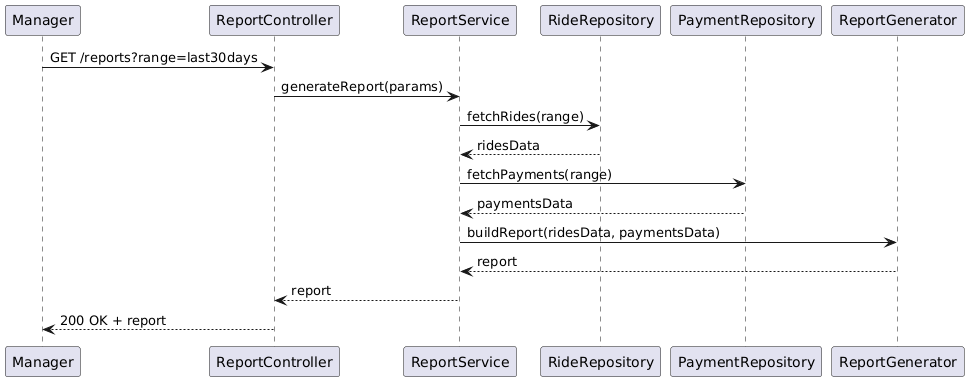 Manager ReportController ReportService RideRepository PaymentRepository ReportGenerator
GET /reports?range=last30days
generateReport(params)
fetchRides(range)
ridesData
fetchPayments(range)
paymentsData
buildReport(ridesData, paymentsData)
report
report
200 OK + report
Manager ReportController ReportService RideRepository PaymentRepository ReportGenerator